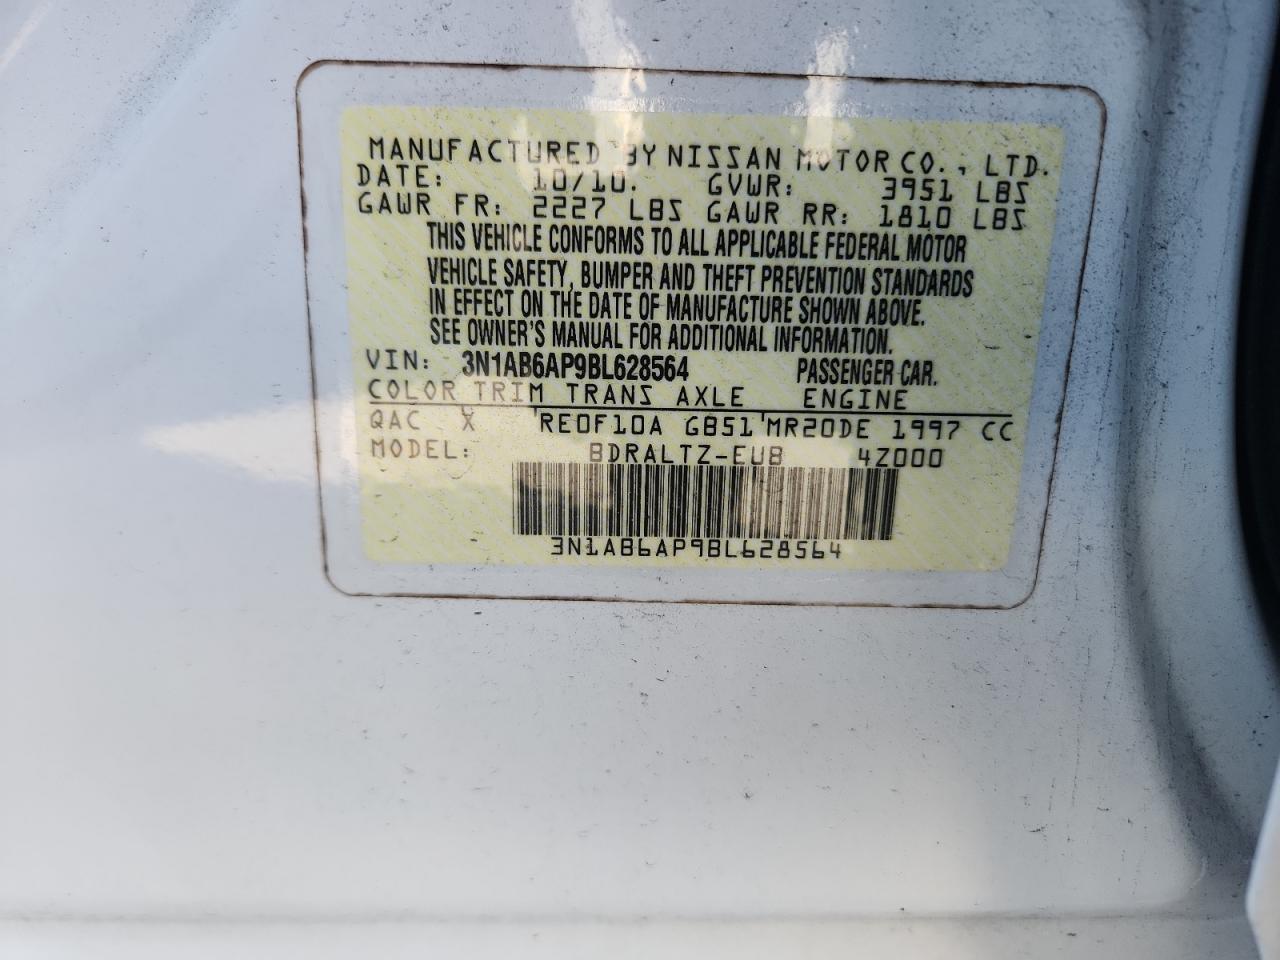 MANUFACTURED BY NISSAN MOTOR CO., LTD.
DATE: 10/10. GVWR: 3951 LBS
GAWR FR: 2227 LBS GAWR RR: 1810 LBS
THIS VEHICLE CONFORMS TO ALL APPLICABLE FEDERAL MOTOR
VEHICLE SAFETY, BUMPER AND THEFT PREVENTION STANDARDS
IN EFFECT ON THE DATE OF MANUFACTURE SHOWN ABOVE.
SEE OWNER'S MANUAL FOR ADDITIONAL INFORMATION.
VIN: 3N1AB6AP9BL628564 PASSENGER CAR.
COLOR TRIM TRANS AXLE ENGINE
QAC X 'RE0F10A GB51'MR20DE 1997 CC
MODEL: BDRALTZ-EUB 4Z000
3N1AB6AP9BL628564